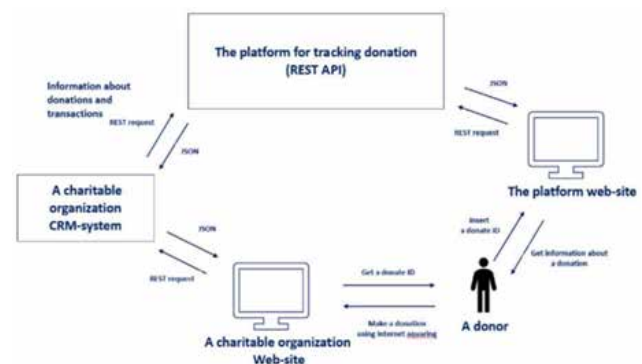 The platform for tracking donation
(REST API)
Information about
donations and
transactions
REST request
JSON
JSON
REST request
A charitable
organization
CRM-system
The platform web-site
JSON
REST request
Insert
a donate ID
Get information about
a donation
Get a donate ID
Make a donation
using internet aquaring
A donor
A charitable organization
Web-site